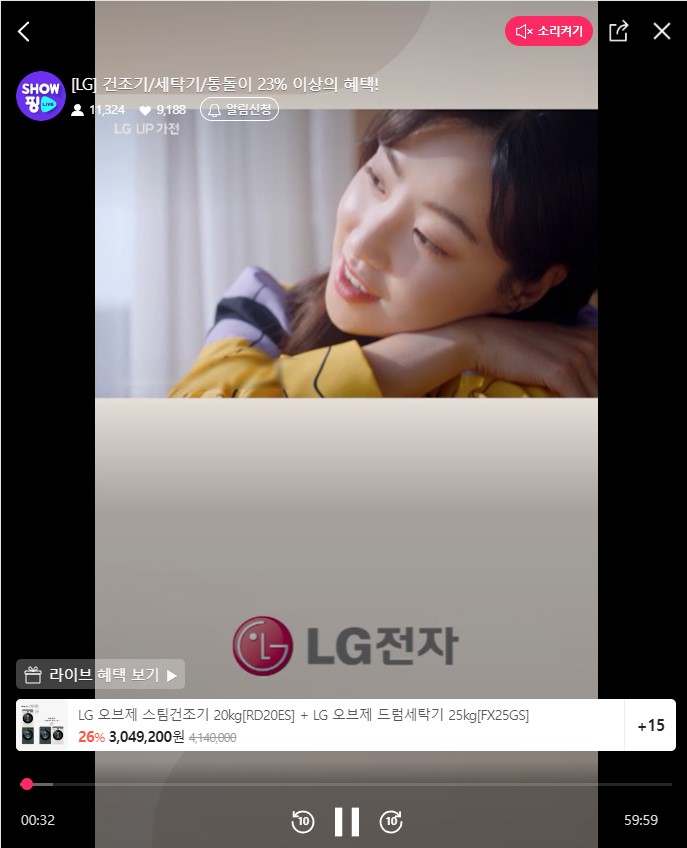 소리켜기
SHOW
핑 LIVE
[LG] 건조기/세탁기/통돌이 23% 이상의 혜택!
11,324 9,188 알림신청
LG UP 가전
LG전자
라이브 혜택 보기
LG 오브제 스팀건조기 20kg[RD20ES] + LG 오브제 드럼세탁기 25kg[FX25GS]
26% 3,049,200원 4,140,000
+15
10 10
00:32 59:59